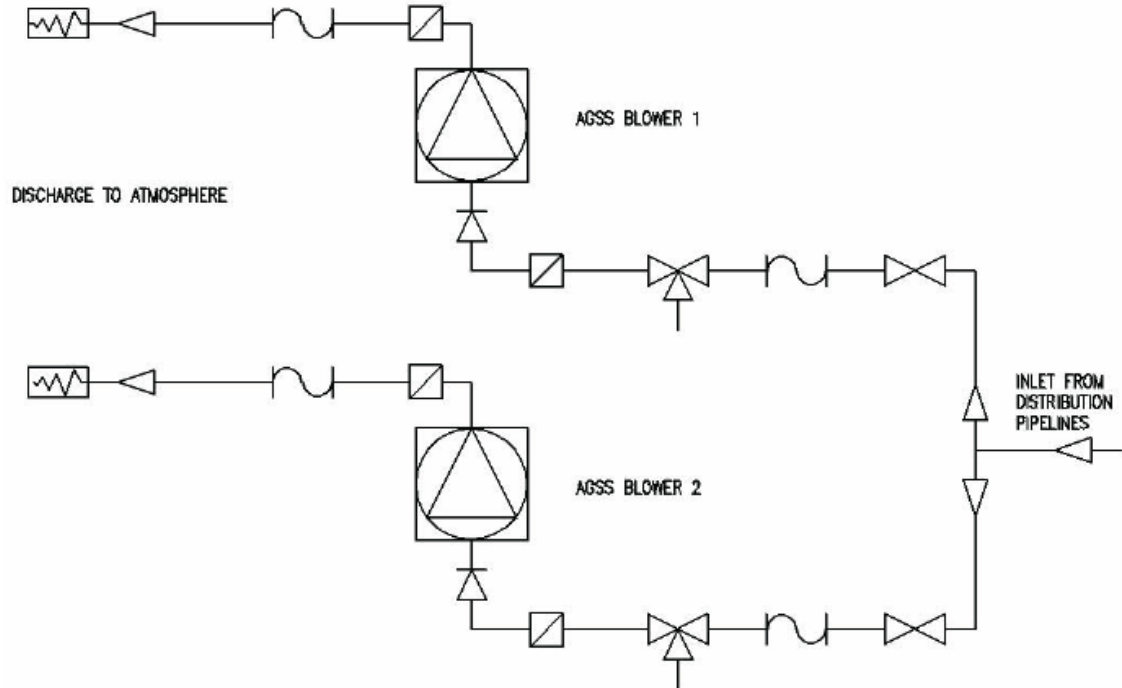 AGSS BLOWER 1
DISCHARGE TO ATMOSPHERE
INLET FROM
DISTRIBUTION
PIPELINES
AGSS BLOWER 2